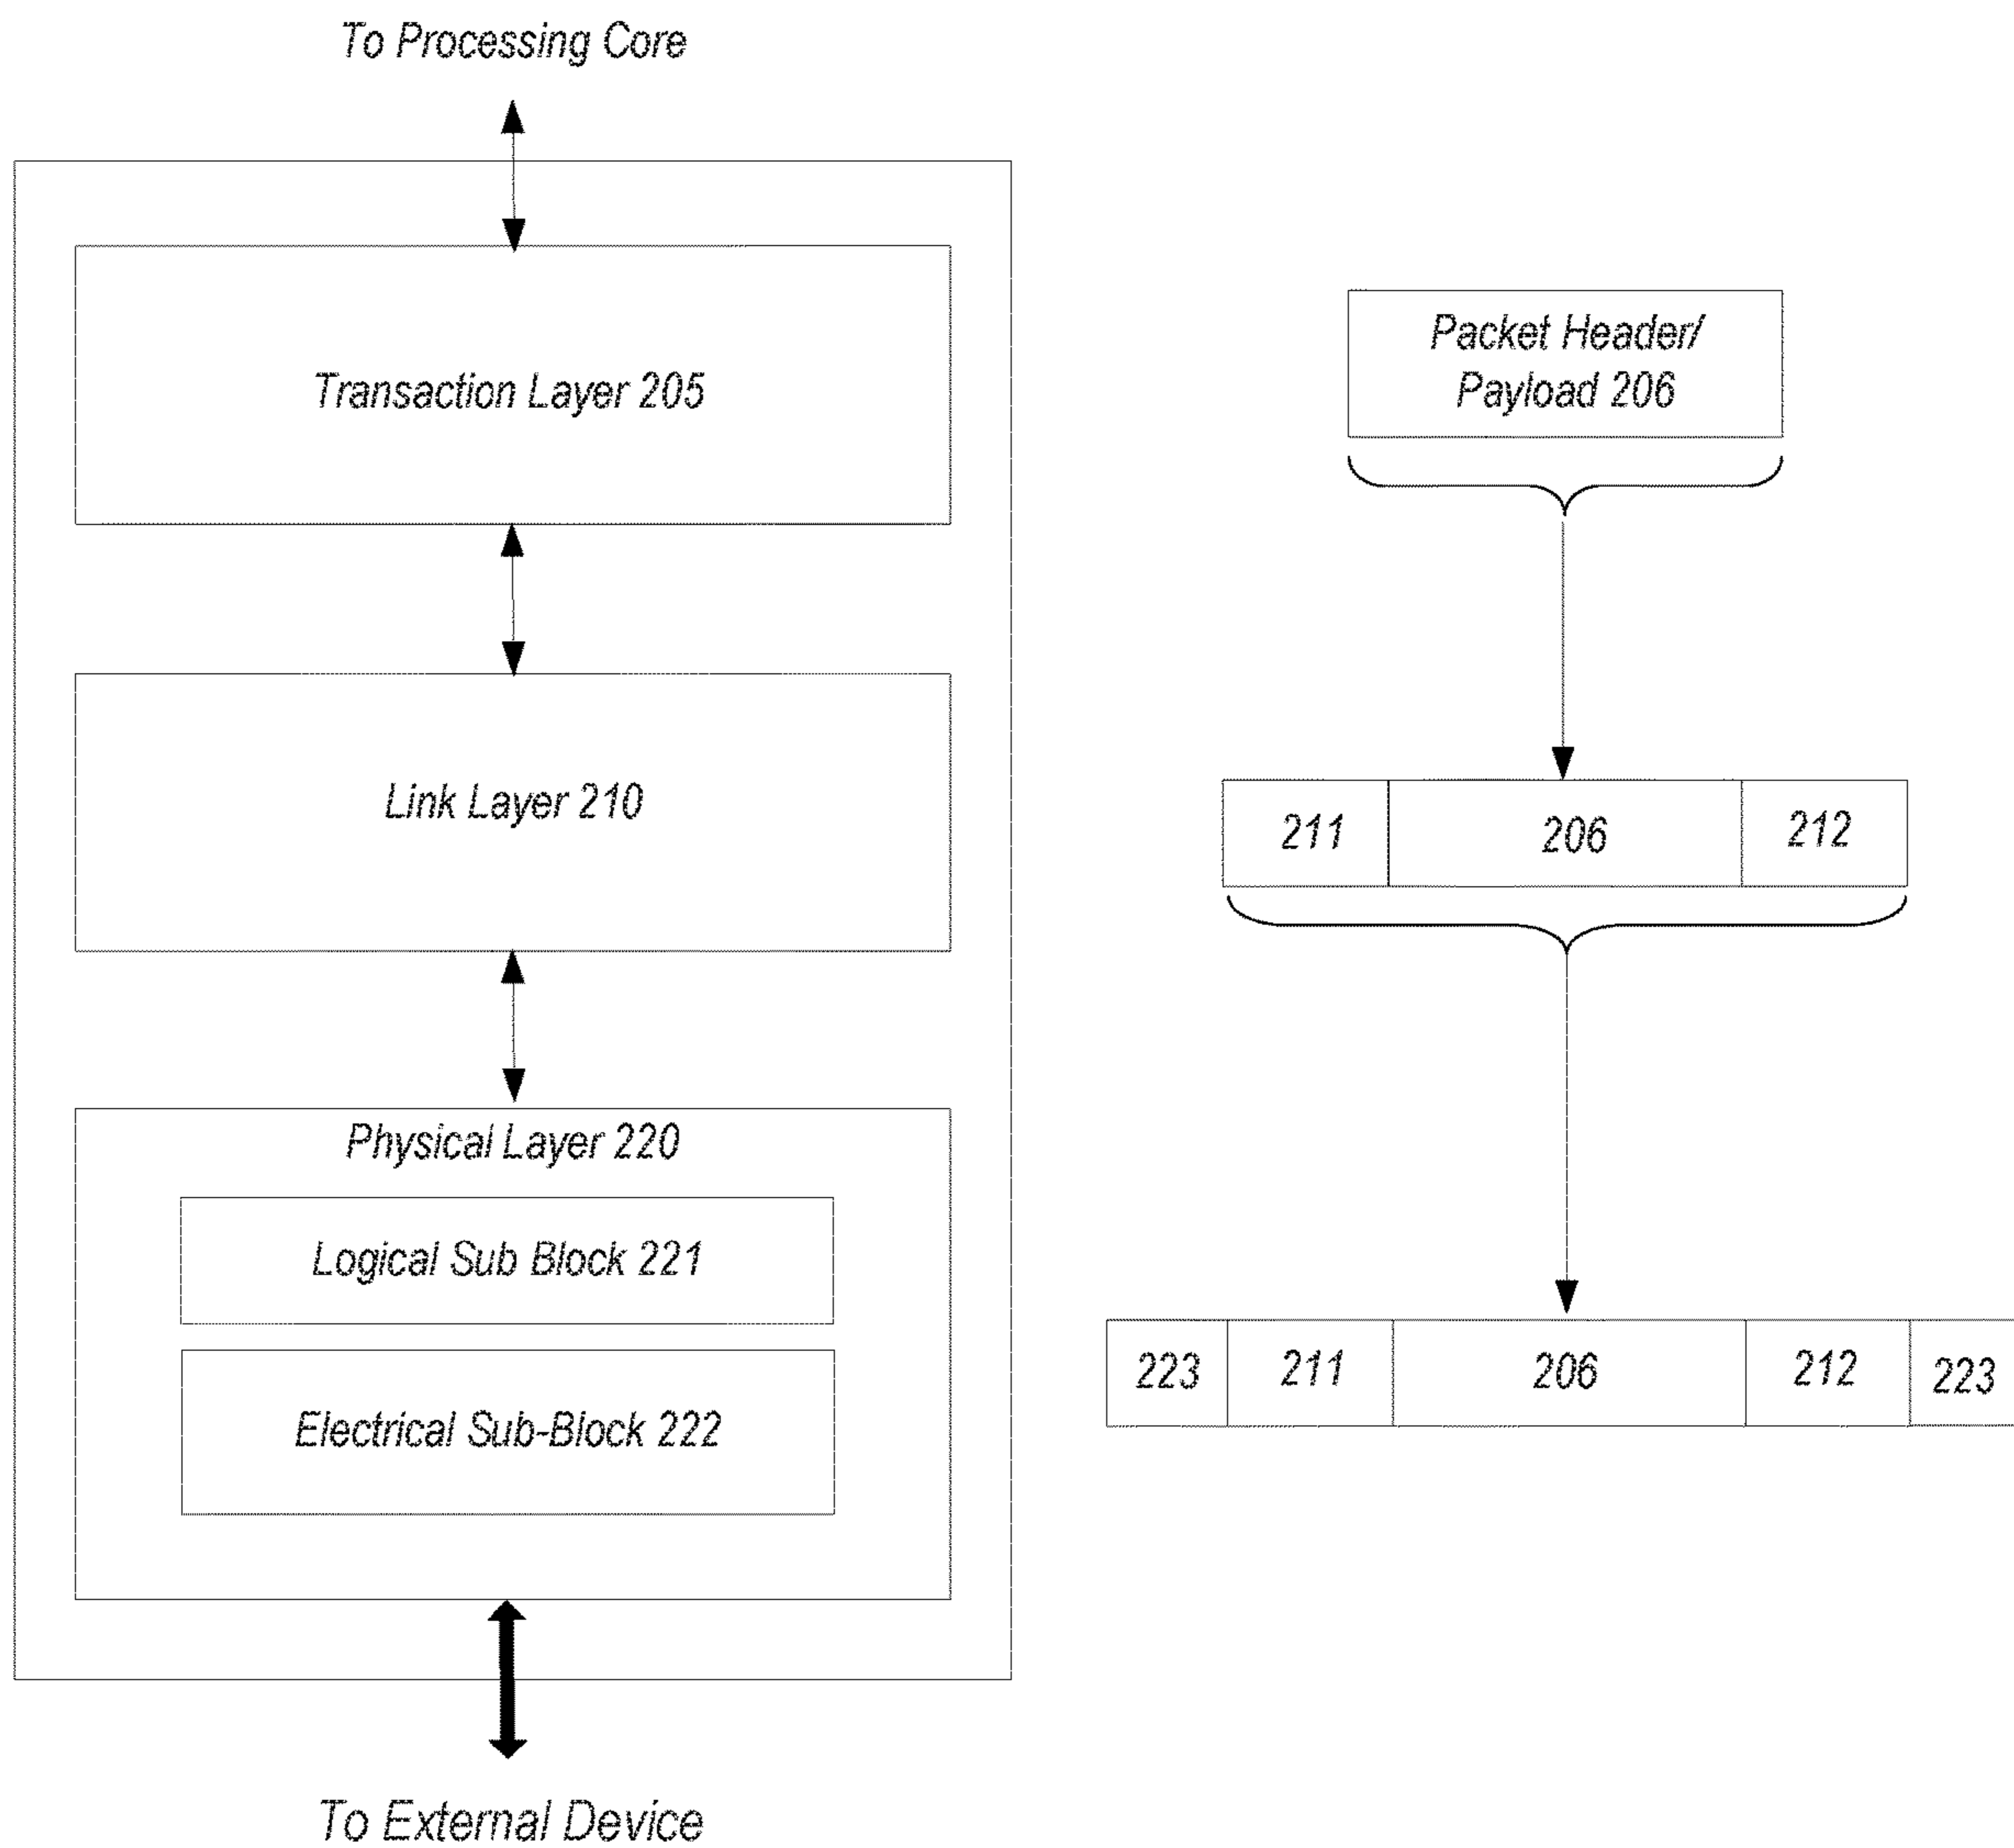 To Processing Core
Transaction Layer 205
Link Layer 210
Physical Layer 220
Logical Sub Block 221
Electrical Sub-Block 222
To External Device
Packet Header/
Payload 206
211 206 212
223 211 206 212 223